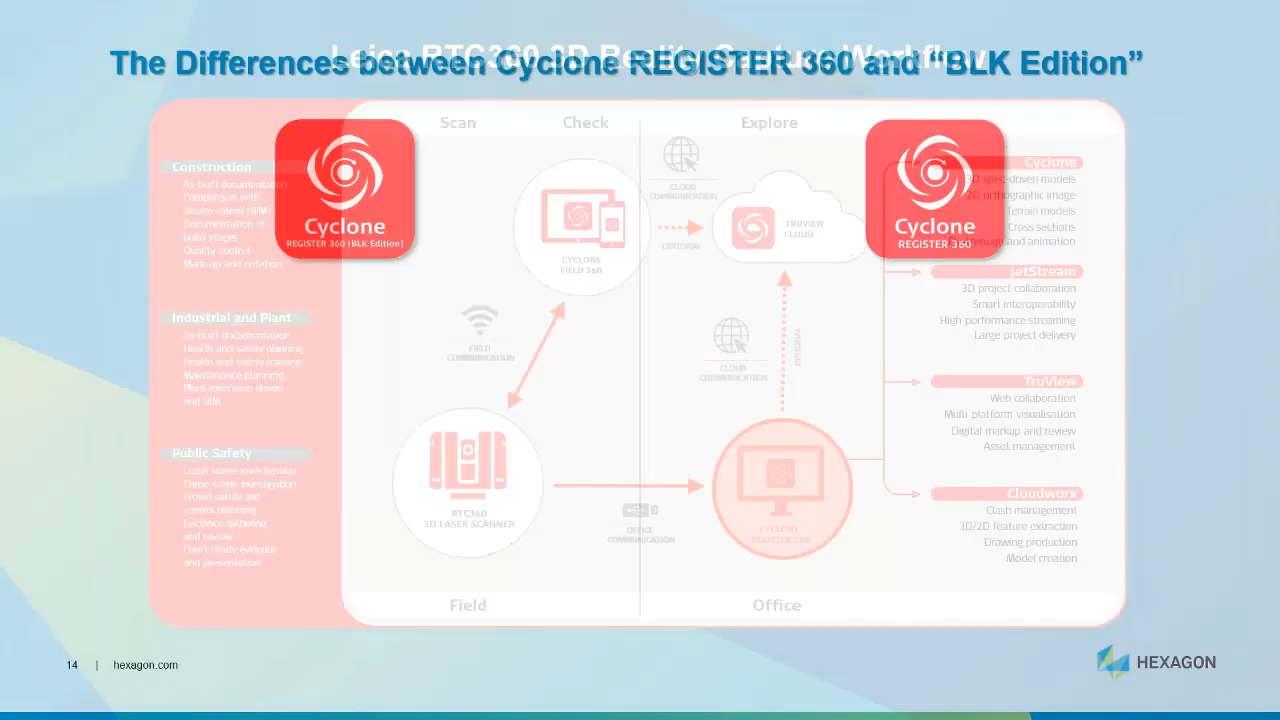 Leica RTC360 3D Reality Capture Workflow
The Differences between Cyclone REGISTER 360 and “BLK Edition”
Scan
Check
Explore
Construction
As-built documentation
Comparison with
design intent (BIM)
Documentation of
build stages
Quality control
Mark-up and notation
Industrial and Plant
As-built documentation
Health and safety planning
Health and safety training
Maintenance planning
Plant extension design
and BIM
Public Safety
Crash scene investigation
Crime scene investigation
Crowd safety and
control planning
Evidence gathering
and review
Court-ready evidence
and presentation
Cyclone
REGISTER 360 (BLK Edition)
CYCLONE
FIELD 360
FIELD
COMMUNICATION
RTC360
3D LASER SCANNER
CLOUD
COMMUNICATION
OPTIONAL
TRUVIEW
CLOUD
CLOUD
COMMUNICATION
OPTIONAL
OFFICE
COMMUNICATION
CYCLONE
REGISTER 360
Cyclone
REGISTER 360
Cyclone
3D spec-driven models
2D orthographic image
Terrain models
Cross sections
and animation
JetStream
3D project collaboration
Smart interoperability
High performance streaming
Large project delivery
TruView
Web collaboration
Multi platform visualisation
Digital markup and review
Asset management
Cloudworx
Clash management
3D/2D feature extraction
Drawing production
Model creation
Field
Office
14 | hexagon.com
HEXAGON